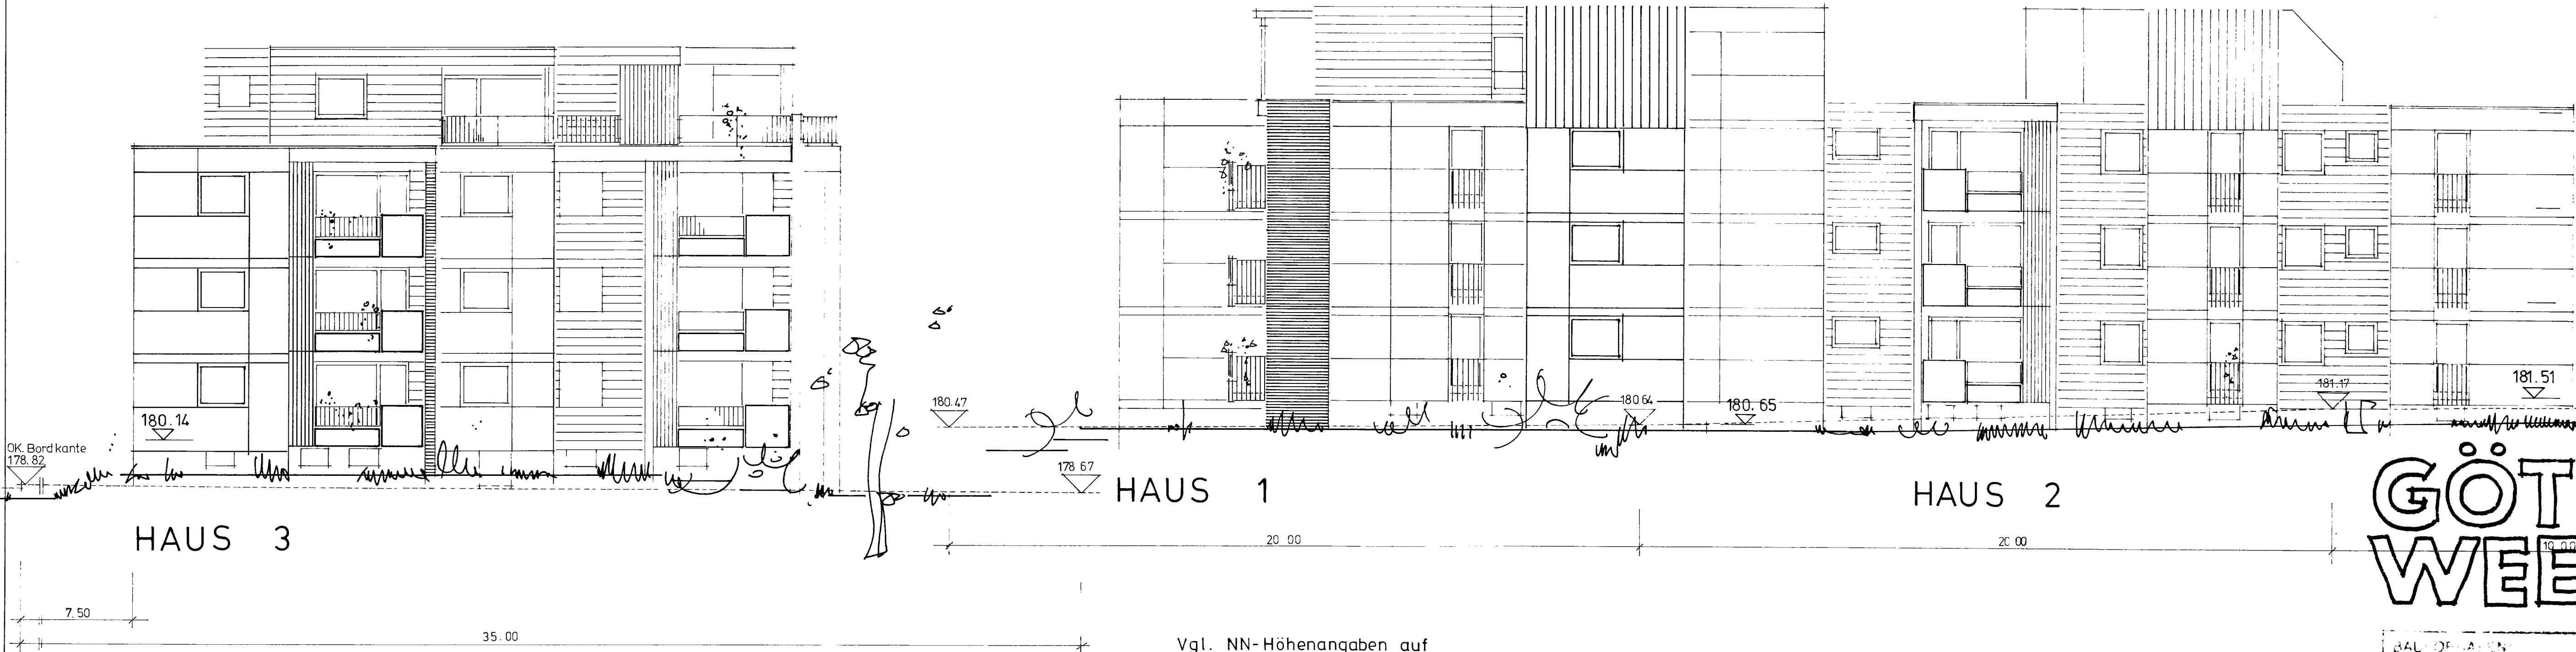 180.14
OK. Bordkante
178.82
HAUS 3
7.50
35.00
180.47
178 67
HAUS 1
20 00
180 64
180.65
HAUS 2
20 00
181.17
181.51
GÖT
WEE
10.00
Vgl. NN-Höhenangaben auf